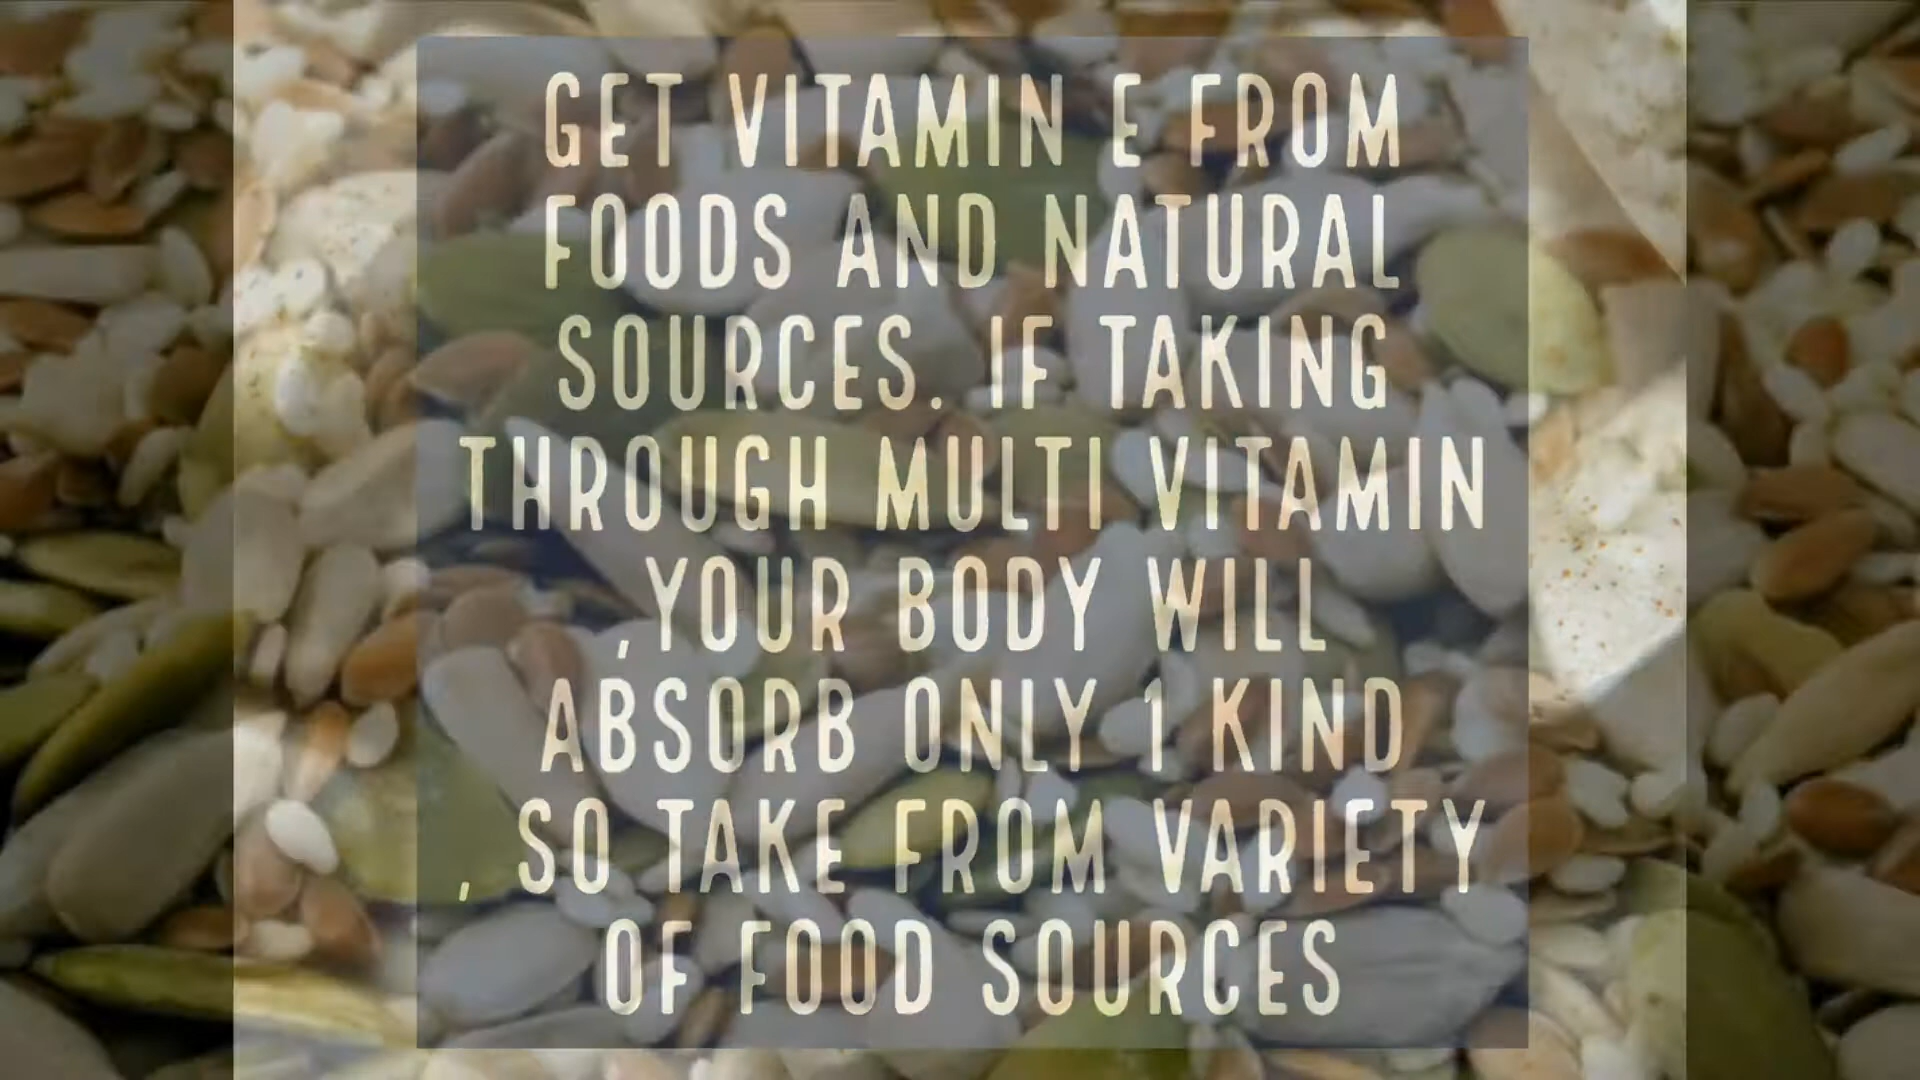 GET VITAMIN E FROM
FOODS AND NATURAL
SOURCES. IF TAKING
THROUGH MULTI VITAMIN
,YOUR BODY WILL
ABSORB ONLY 1 KIND
, SO TAKE FROM VARIETY
OF FOOD SOURCES